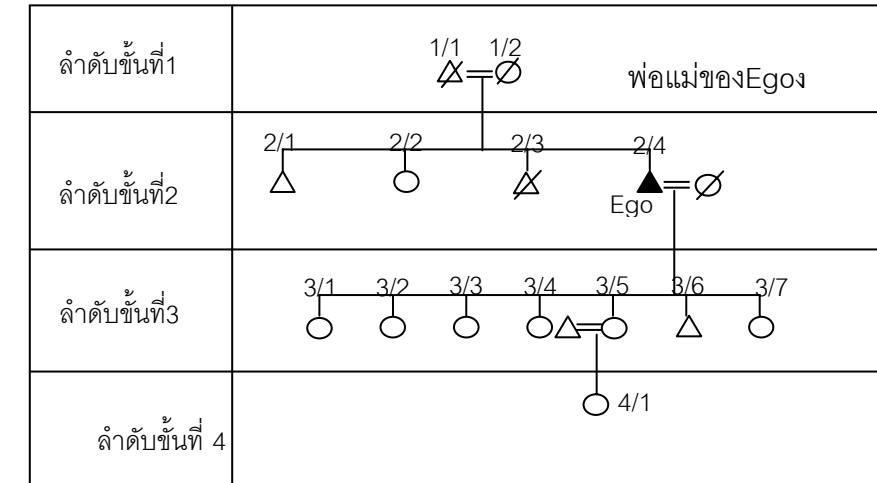 ลำดับขั้นที่1
1/1 1/2
พ่อแม่ของEgoง
ลำดับขั้นที่2
2/1 2/2 2/3 2/4
Ego
ลำดับขั้นที่3
3/1 3/2 3/3 3/4 3/5 3/6 3/7
ลำดับขั้นที่ 4
4/1